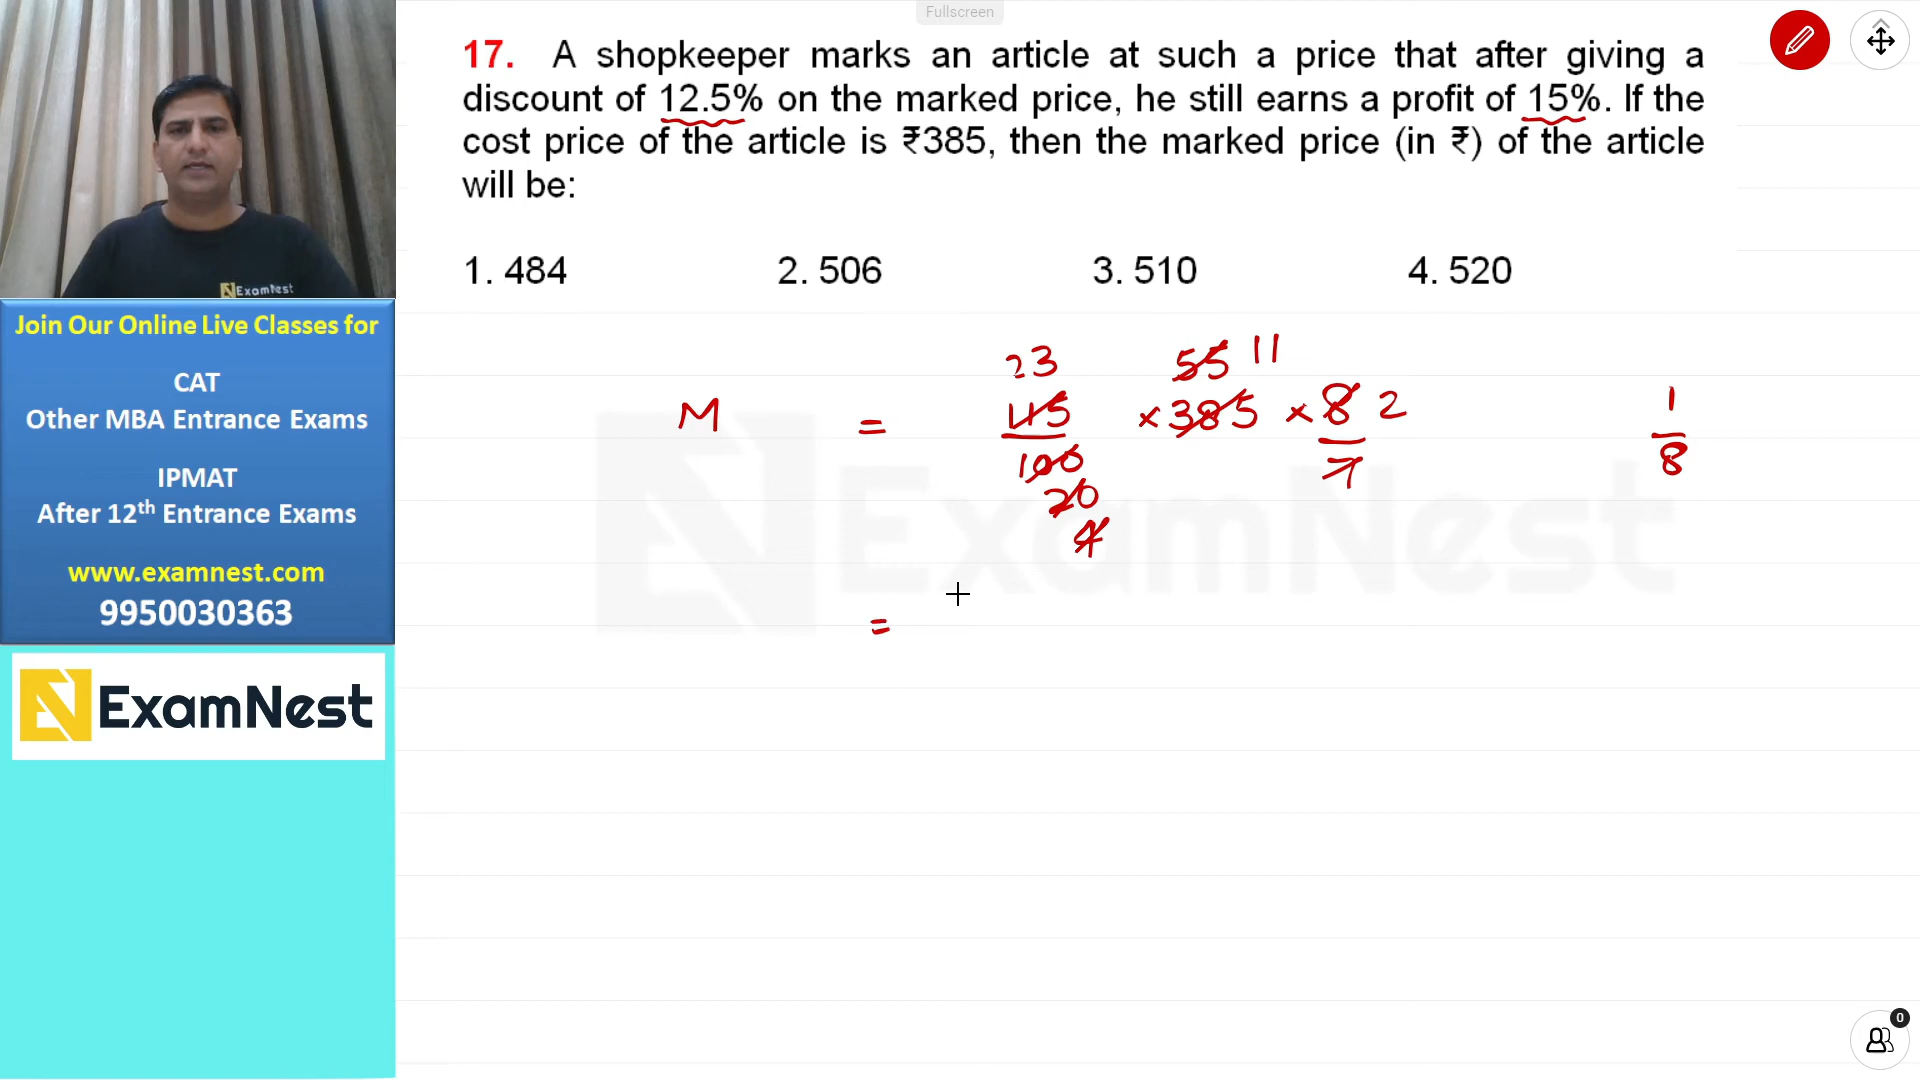 Fullscreen
17. A shopkeeper marks an article at such a price that after giving a
discount of 12.5% on the marked price, he still earns a profit of 15%. If the
cost price of the article is ₹385, then the marked price (in ₹) of the article
will be:
1. 484 2. 506 3. 510 4. 520
23 55 11
M = 115 × 385 × 8 2 1
100 7 8
20
4
=
ExamNest
ExamNest
Join Our Online Live Classes for
CAT
Other MBA Entrance Exams
IPMAT
After 12th Entrance Exams
www.examnest.com
9950030363
ExamNest
0